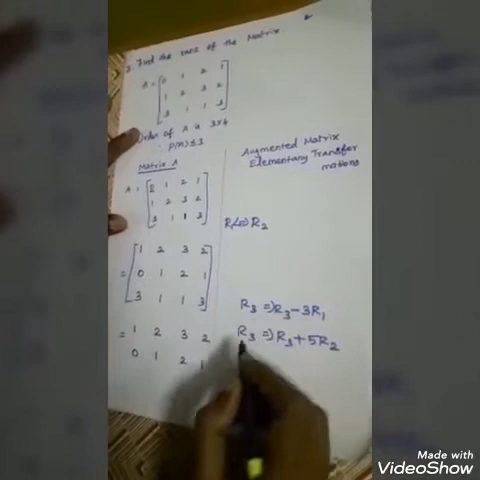 3. Find the rank of the Matrix
A = [0 1 2 1
1 2 3 2
3 1 1 3]
Order of A is 3x4
∴ ρ(A) ≤ 3
Matrix A
Augmented Matrix
Elementary Transfor
mations
A = [0 1 2 1
1 2 3 2
3 1 1 3]
R1⇔R2
= [1 2 3 2
0 1 2 1
3 1 1 3]
R3 ⇒ R3 - 3R1
= 1 2 3 2
R3 ⇒ R3 + 5R2
0 1 2 1
Made with
VideoShow